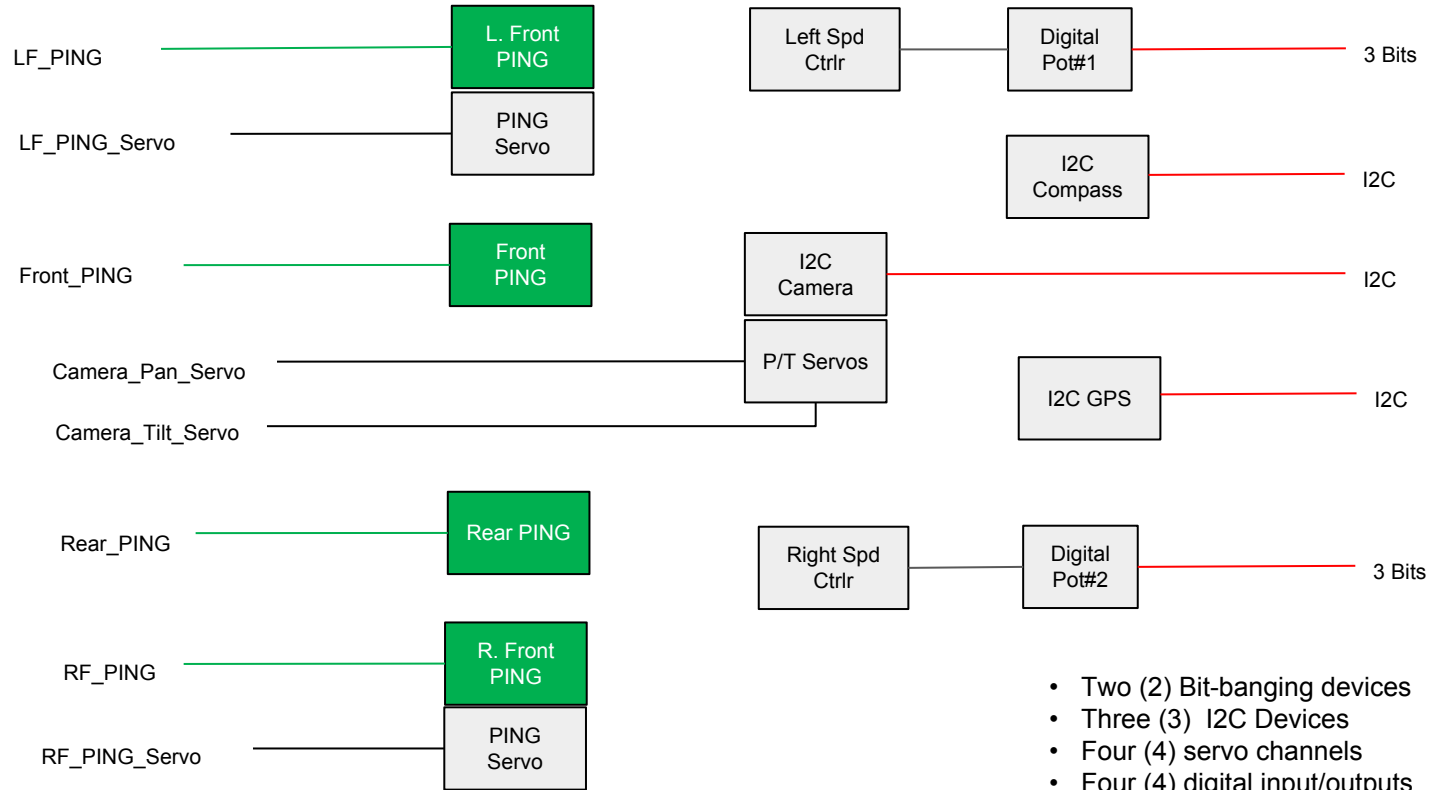 LF_PING
L. Front
PING
Left Spd
Ctrlr
Digital
Pot#1
3 Bits
LF_PING_Servo
PING
Servo
I2C
Compass
I2C
Front_PING
Front
PING
I2C
Camera
I2C
Camera_Pan_Servo
P/T Servos
I2C GPS
I2C
Camera_Tilt_Servo
Rear_PING
Rear PING
Right Spd
Ctrlr
Digital
Pot#2
3 Bits
RF_PING
R. Front
PING
RF_PING_Servo
PING
Servo
• Two (2) Bit-banging devices
• Three (3) I2C Devices
• Four (4) servo channels
• Four (4) digital input/outputs